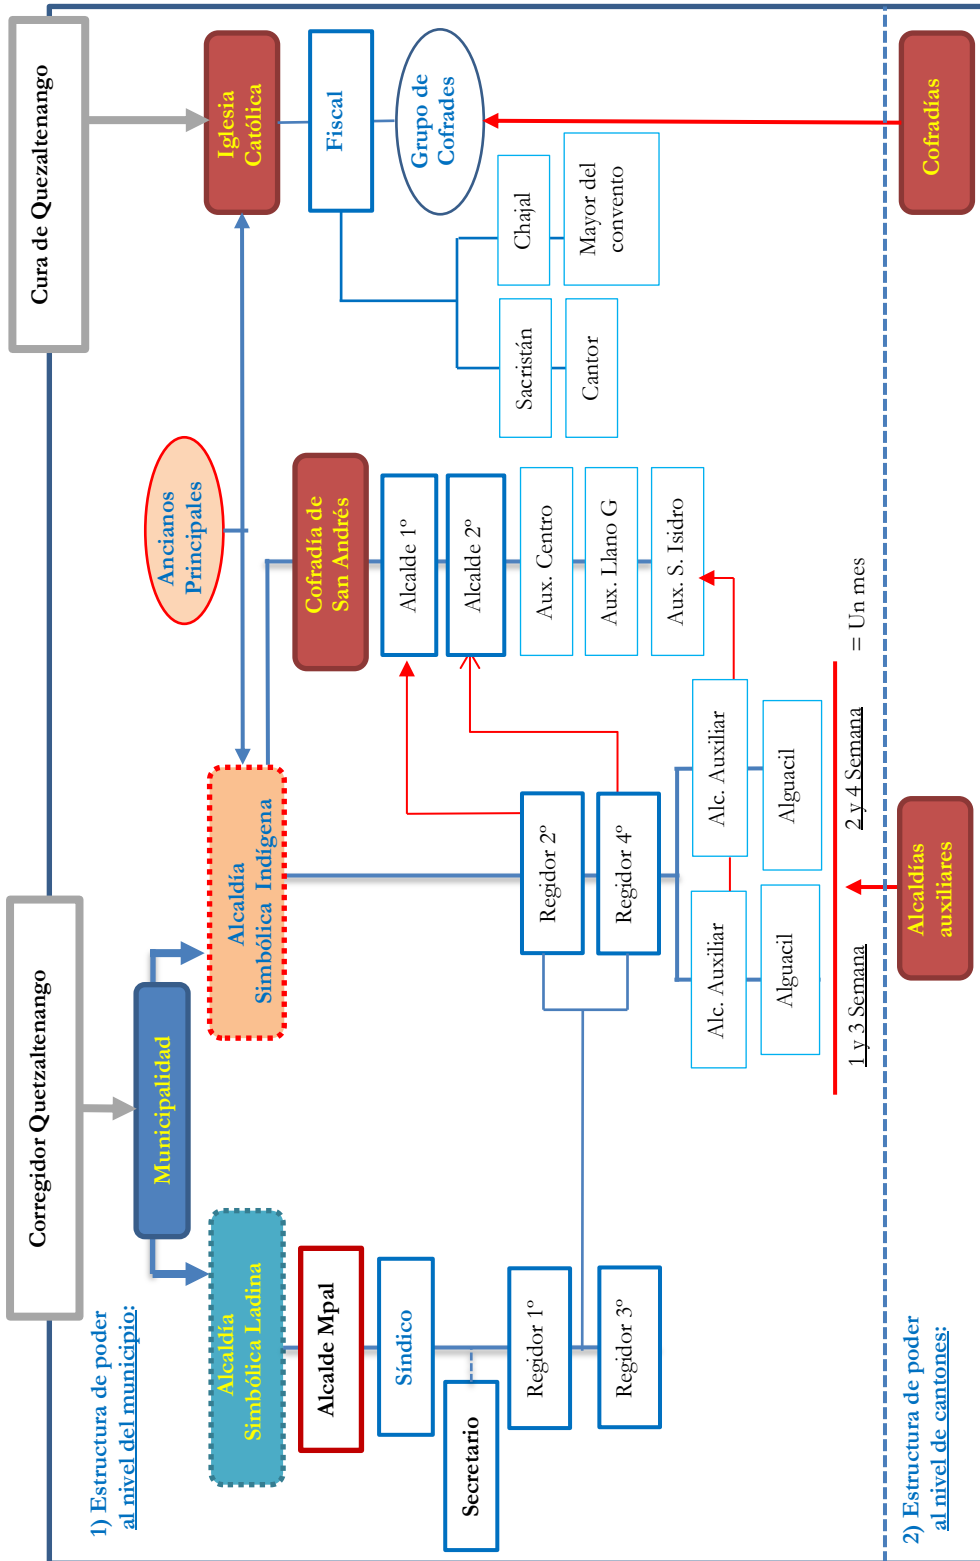 Corregidor Quetzaltenango
Cura de Quezaltenango
1) Estructura de poder
al nivel del municipio:
Municipalidad
Ancianos
Principales
Alcaldía
Simbólica Ladina
Alcaldía
Simbólica Indígena
Iglesia
Católica
Alcalde Mpal
Cofradía de
San Andrés
Fiscal
Síndico
Alcalde 1º
Grupo de
Cofrades
Secretario
Alcalde 2º
Regidor 1º
Regidor 2º
Aux. Centro
Sacristán
Chajal
Regidor 3º
Regidor 4º
Aux. Llano G
Cantor
Mayor del
convento
Aux. S. Isidro
Alc. Auxiliar
Alc. Auxiliar
Alguacil
Alguacil
1 y 3 Semana
2 y 4 Semana
= Un mes
2) Estructura de poder
al nivel de cantones:
Alcaldías
auxiliares
Cofradías